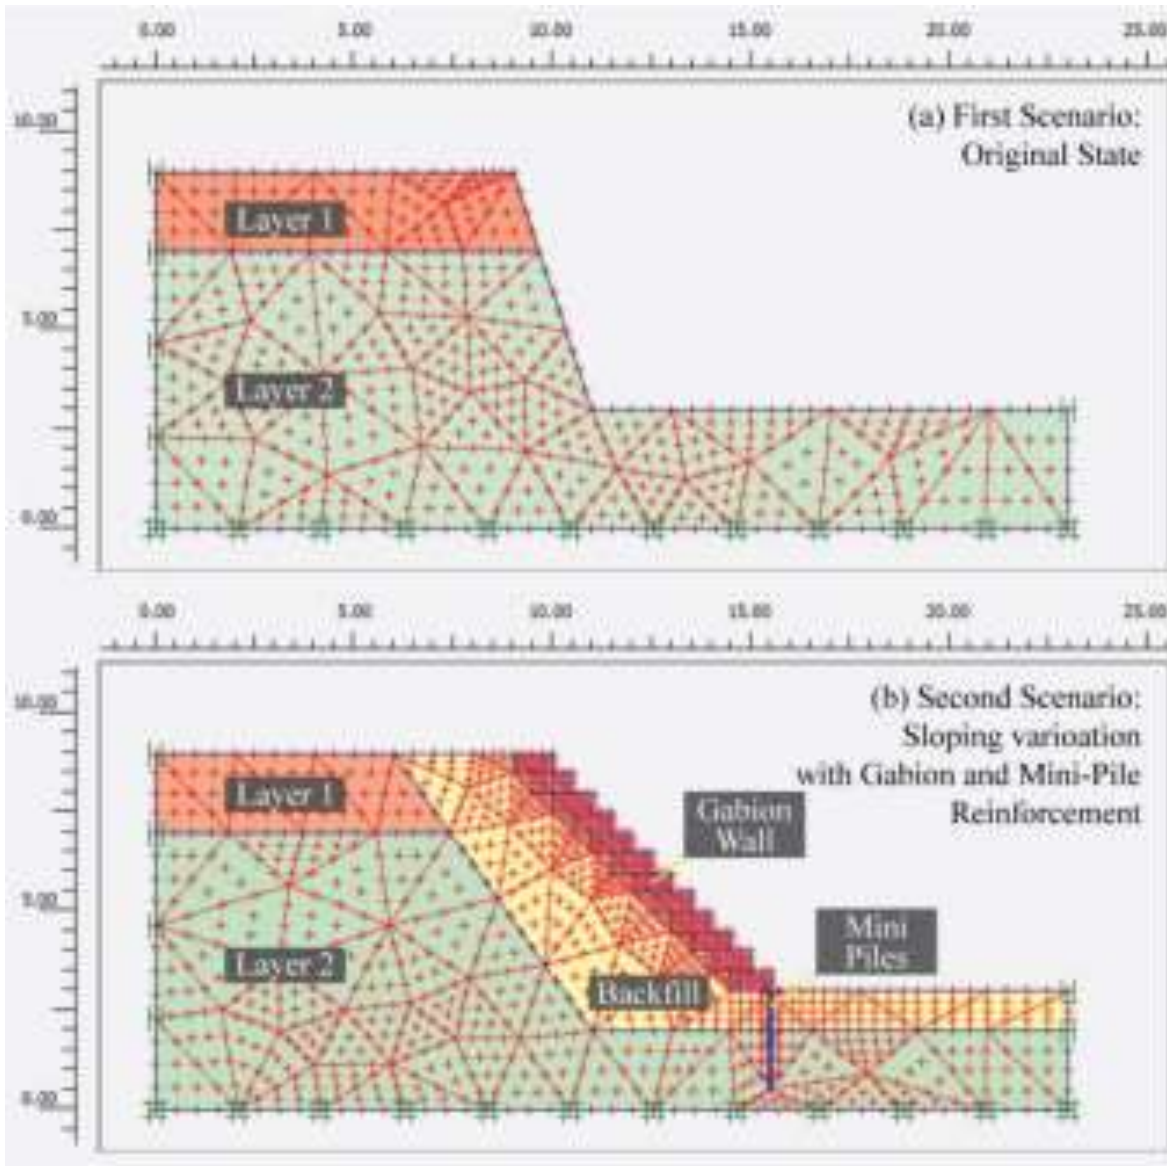 0.00 5.00 10.00 15.00 20.00 25.00
10.00
5.00
0.00
(a) First Scenario:
Original State
Layer 1
Layer 2
0.00 5.00 10.00 15.00 20.00 25.00
10.00
5.00
0.00
(b) Second Scenario:
Sloping varioation
with Gabion and Mini-Pile
Reinforcement
Layer 1
Gabion
Wall
Mini
Piles
Layer 2
Backfill